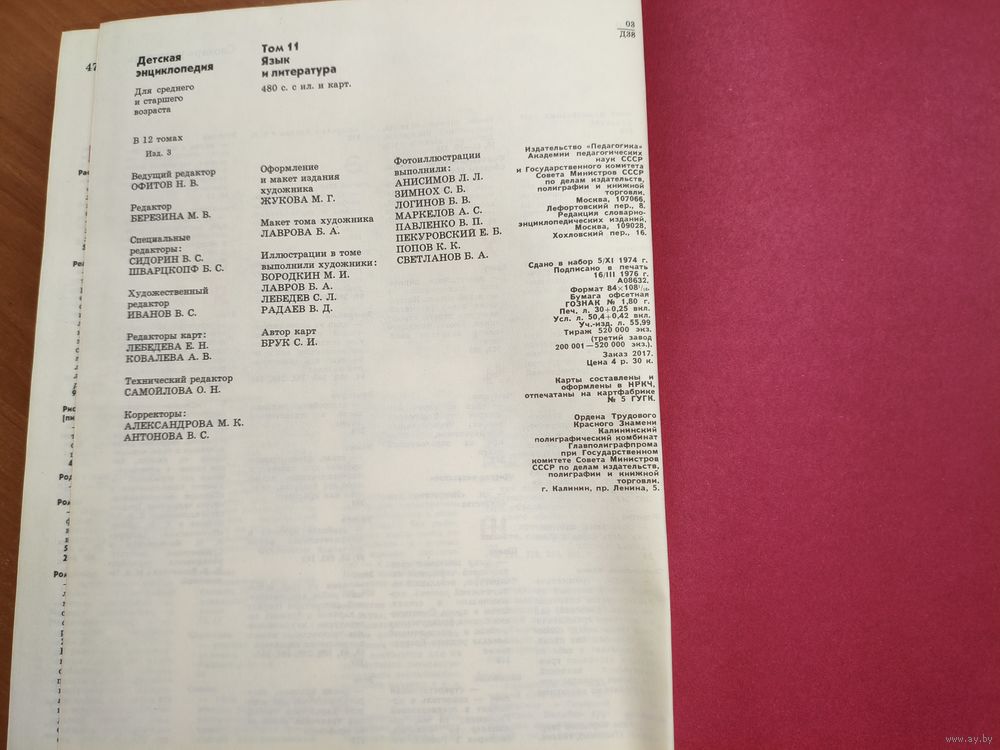 03
Д38
Детская
энциклопедия
Для среднего
и старшего
возраста
В 12 томах
Изд. 3
Ведущий редактор
ОФИТОВ Н. В.
Редактор
БЕРЕЗИНА М. В.
Специальные
редакторы:
СИДОРИН В. С.
ШВАРЦКОПФ Б. С.
Художественный
редактор
ИВАНОВ В. С.
Редакторы карт:
ЛЕБЕДЕВА Е. Н.
КОВАЛЕВА А. В.
Технический редактор
САМОЙЛОВА О. Н.
Корректоры:
АЛЕКСАНДРОВА М. К.
АНТОНОВА В. С.
Том 11
Язык
и литература
480 с. с ил. и карт.
Оформление
и макет издания
художника
ЖУКОВА М. Г.
Макет тома художника
ЛАВРОВА Б. А.
Иллюстрации в томе
выполнили художники:
БОРОДКИН М. И.
ЛАВРОВ Б. А.
ЛЕБЕДЕВ С. Л.
РАДАЕВ В. Д.
Автор карт
БРУК С. И.
Фотоиллюстрации
выполнили:
АНИСИМОВ Л. Л.
ЗИМНОХ С. Б.
ЛОГИНОВ В. В.
МАРКЕЛОВ А. С.
ПАВЛЕНКО В. П.
ПЕКУРОВСКИЙ Е. Б.
ПОПОВ К. К.
СВЕТЛАНОВ Б. А.
Издательство «Педагогика»
Академии педагогических
наук СССР
и Государственного комитета
Совета Министров СССР
по делам издательств,
полиграфии и книжной
торговли.
Москва, 107066,
Лефортовский пер., 8.
Редакция словарно-
энциклопедических изданий,
Москва, 109028,
Хохловский пер., 16.
Сдано в набор 5/XI 1974 г.
Подписано в печать
16/III 1976 г.
А08632.
Формат 84×108 1/16.
Бумага офсетная
ГОЗНАК № 1, 80 г.
Печ. л. 30+0,25 вкл.
Усл. л. 50,4+0,42 вкл.
Уч.-изд. л. 55,99
Тираж 520 000 экз.
(третий завод
200 001—520 000 экз.).
Заказ 2017.
Цена 4 р. 30 к.
Карты составлены и
оформлены в НРКЧ,
отпечатаны на картфабрике
№ 5 ГУГК.
Ордена Трудового
Красного Знамени
Калининский
полиграфический комбинат
Главполиграфпрома
при Государственном
комитете Совета Министров
СССР по делам издательств,
полиграфии и книжной
торговли.
г. Калинин, пр. Ленина, 5.
www.ay.by